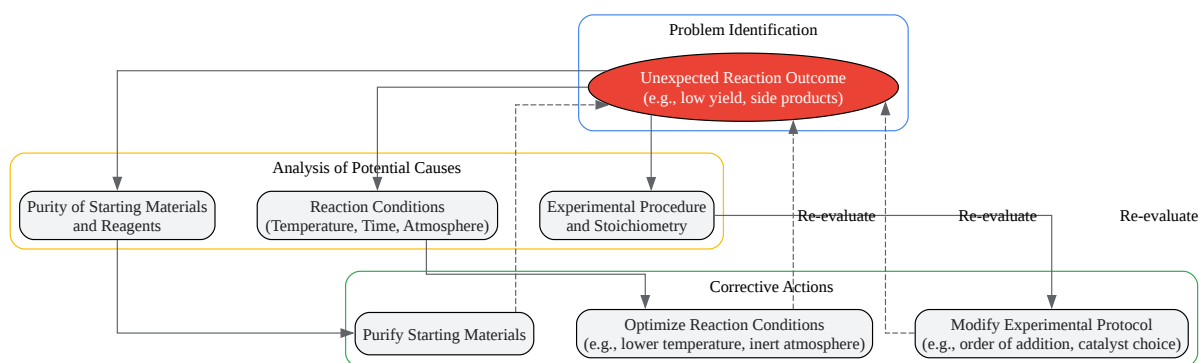 Problem Identification
Unexpected Reaction Outcome
(e.g., low yield, side products)
Analysis of Potential Causes
Purity of Starting Materials
and Reagents
Reaction Conditions
(Temperature, Time, Atmosphere)
Experimental Procedure
and Stoichiometry
Re-evaluate
Re-evaluate
Re-evaluate
Corrective Actions
Purify Starting Materials
Optimize Reaction Conditions
(e.g., lower temperature, inert atmosphere)
Modify Experimental Protocol
(e.g., order of addition, catalyst choice)